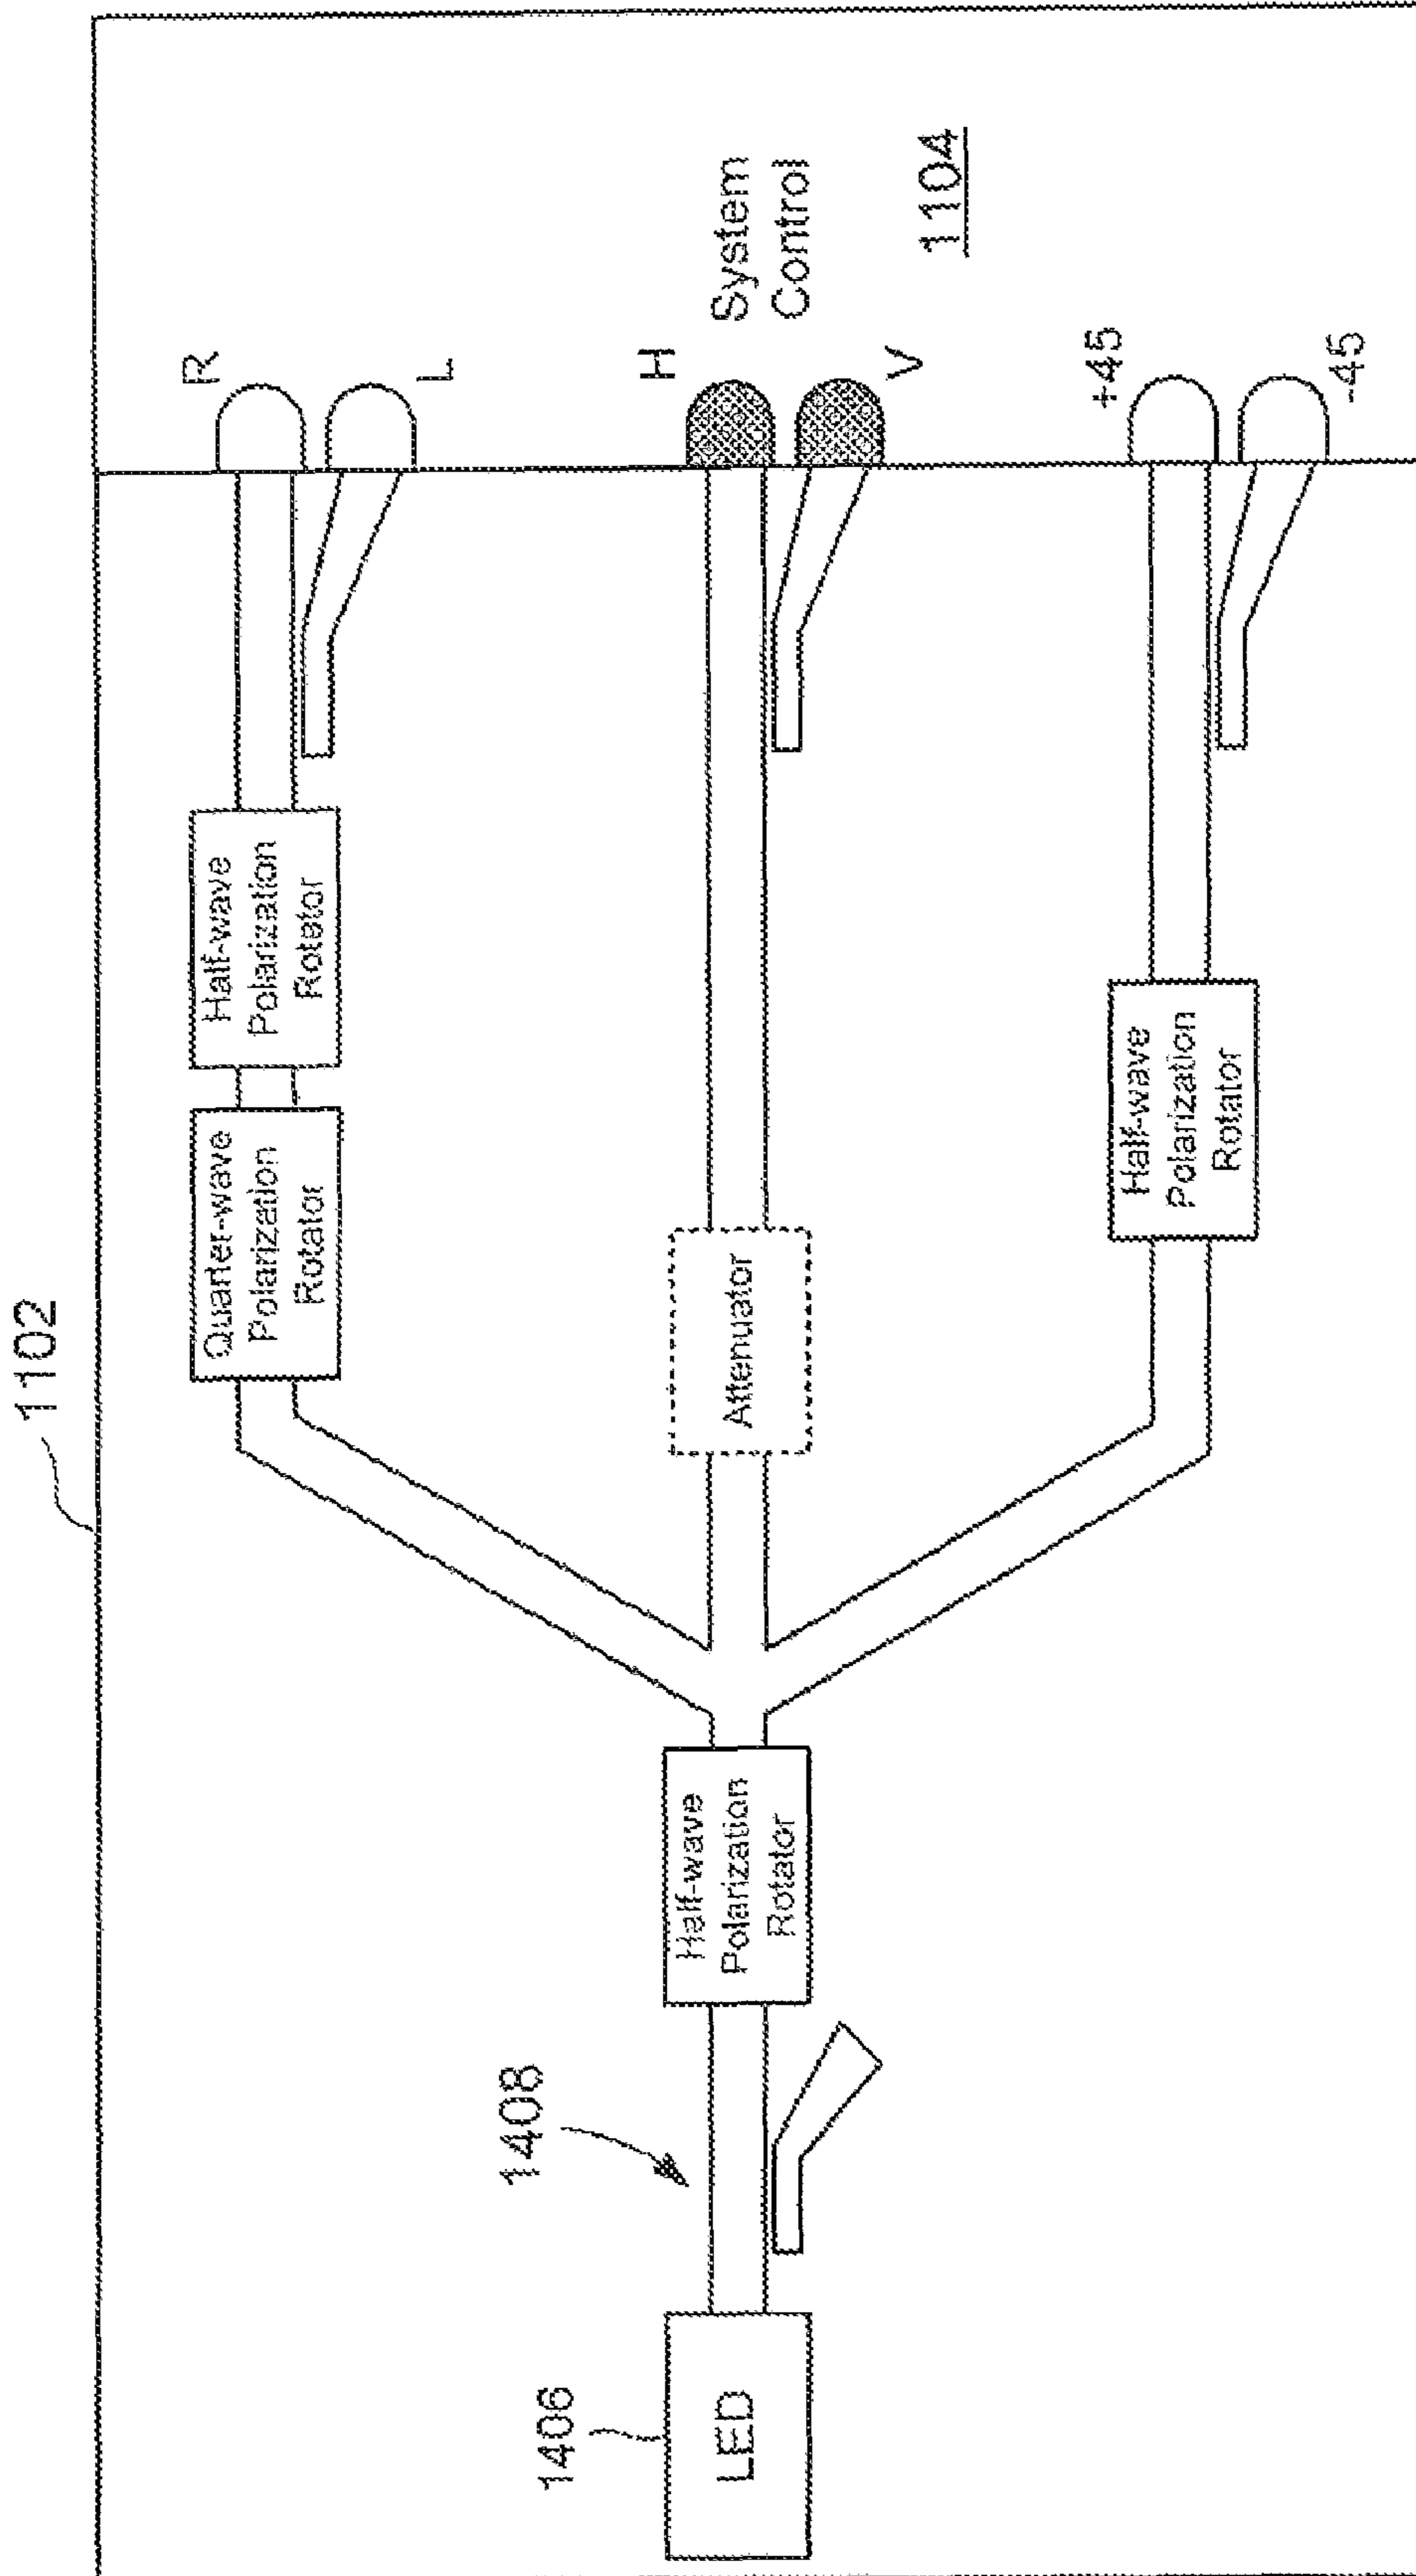 1102
R
L
Half-wave
Polarization
Rotator
Quarter-wave
Polarization
Rotator
H
V
System
Control
1104
Attenuator
Half-wave
Polarization
Rotator
1408
1406
LED
+45
-45
Half-wave
Polarization
Rotator